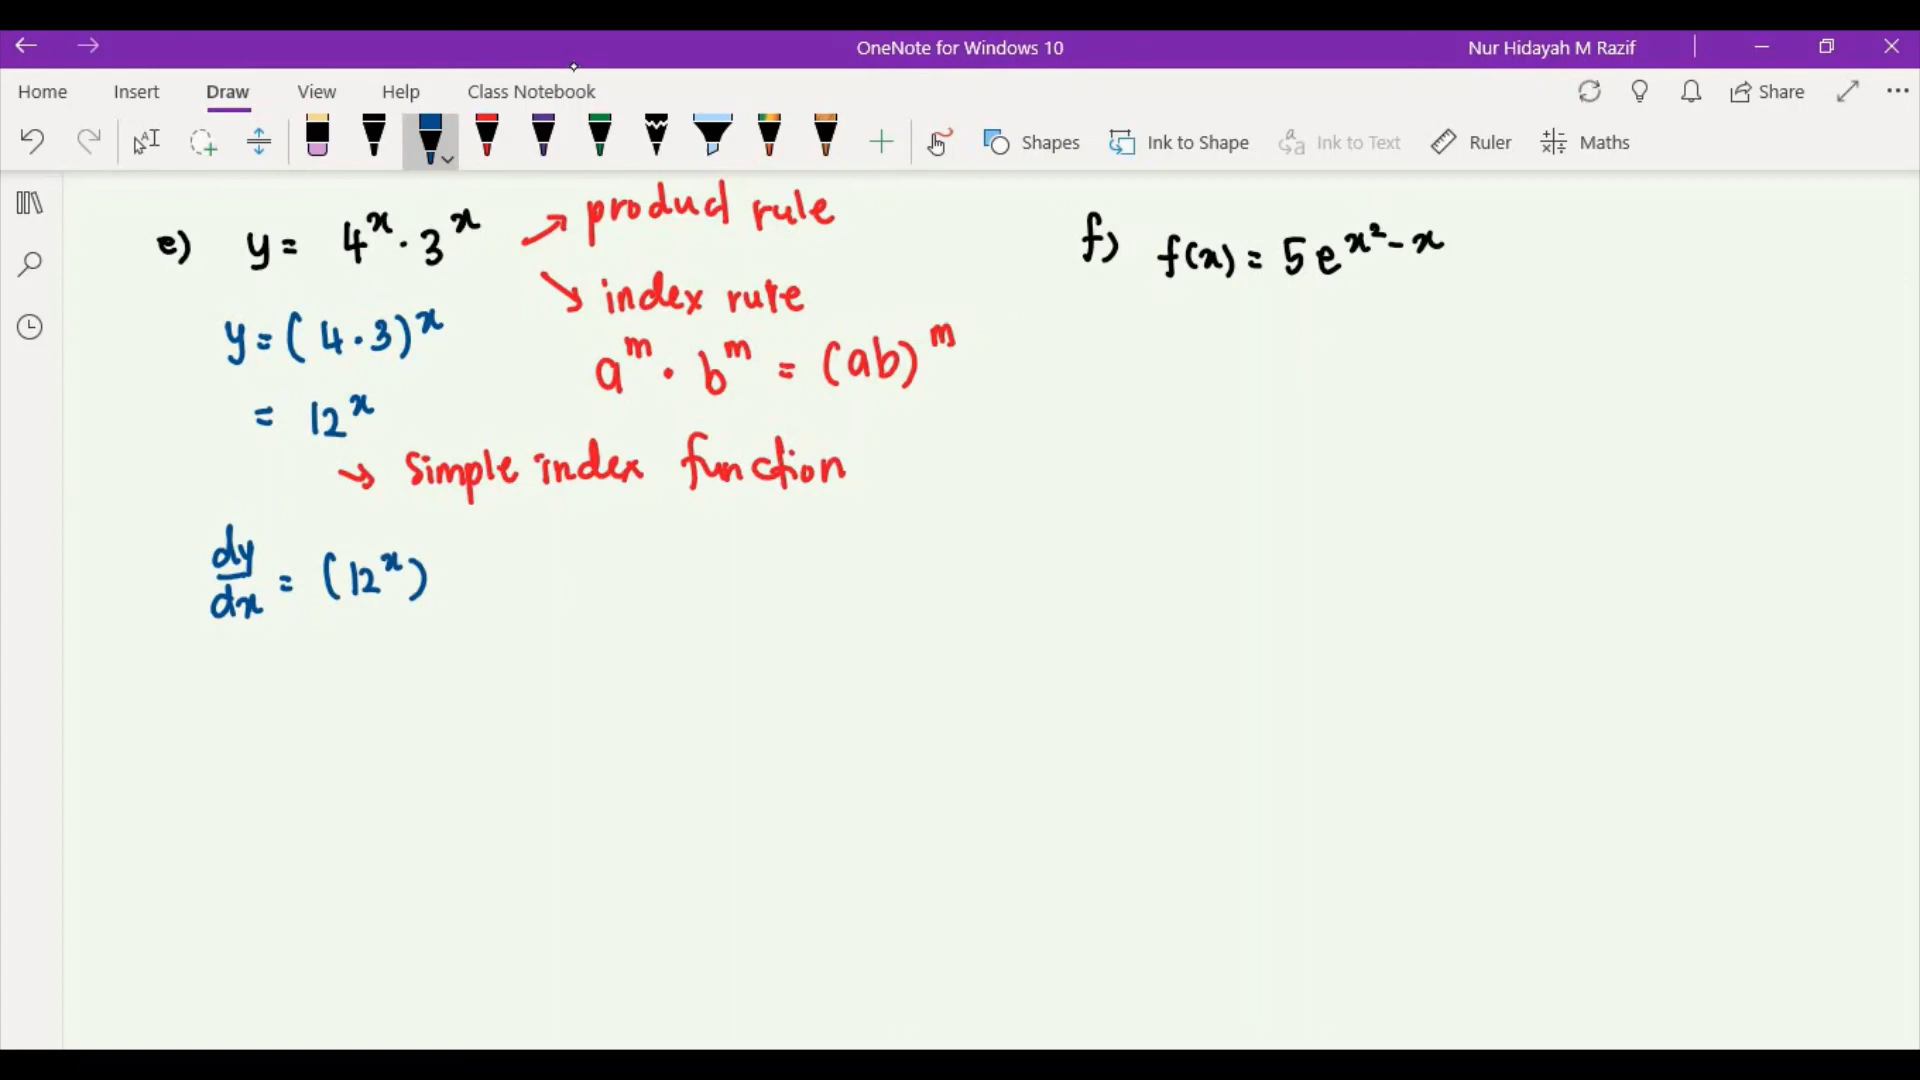 OneNote for Windows 10
Nur Hidayah M Razif
Home Insert Draw View Help Class Notebook
Share
Shapes Ink to Shape Ink to Text Ruler Maths
e) y = 4^x · 3^x
product rule
index rule
a^m · b^m = (ab)^m
y = (4 · 3)^x
= 12^x
simple index function
dy/dx = (12^x)
f) f(x) = 5e^{x²-x}